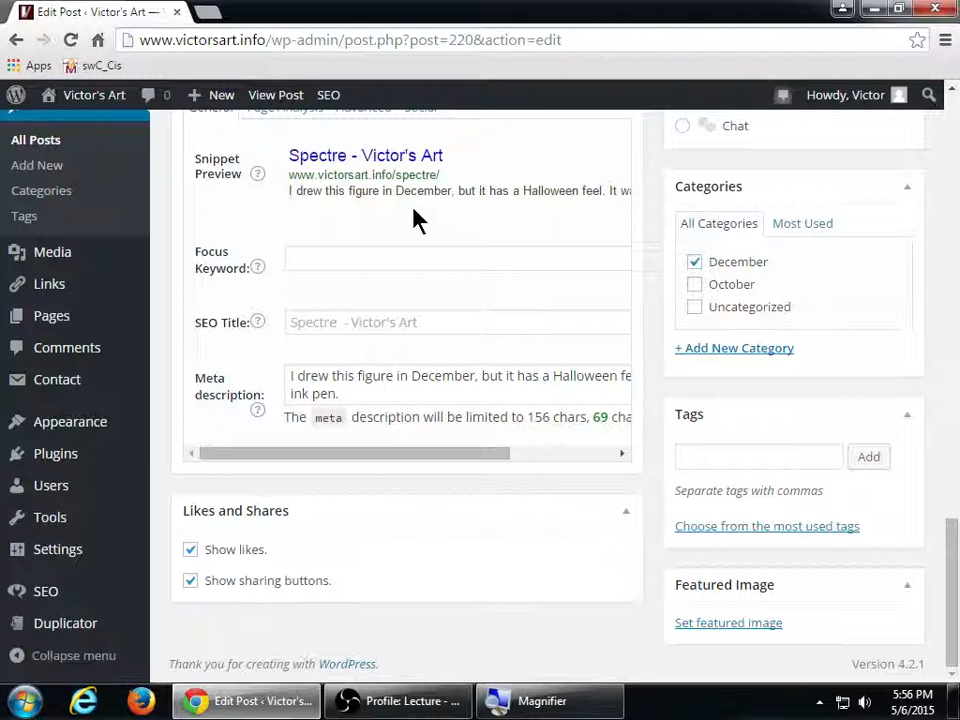 Edit Post ‹ Victor's Art —
www.victorsart.info/wp-admin/post.php?post=220&action=edit
Apps swC_Cis
Victor's Art 0 New View Post SEO Howdy, Victor
All Posts
Add New
Categories
Tags
Media
Links
Pages
Comments
Contact
Appearance
Plugins
Users
Tools
Settings
SEO
Duplicator
Collapse menu
General Page Analysis Advanced Social
Snippet
Preview ?
Spectre - Victor's Art
www.victorsart.info/spectre/
I drew this figure in December, but it has a Halloween feel. It wa
Focus
Keyword: ?
SEO Title: ?
Spectre - Victor's Art
Meta
description:
?
I drew this figure in December, but it has a Halloween fe
ink pen.
The meta description will be limited to 156 chars, 69 cha
Likes and Shares
Show likes.
Show sharing buttons.
Thank you for creating with WordPress.
Chat
Categories
All Categories Most Used
December
October
Uncategorized
+ Add New Category
Tags
Add
Separate tags with commas
Choose from the most used tags
Featured Image
Set featured image
Version 4.2.1
Edit Post ‹ Victor's... Profile: Lecture - ... Magnifier
5:56 PM
5/6/2015